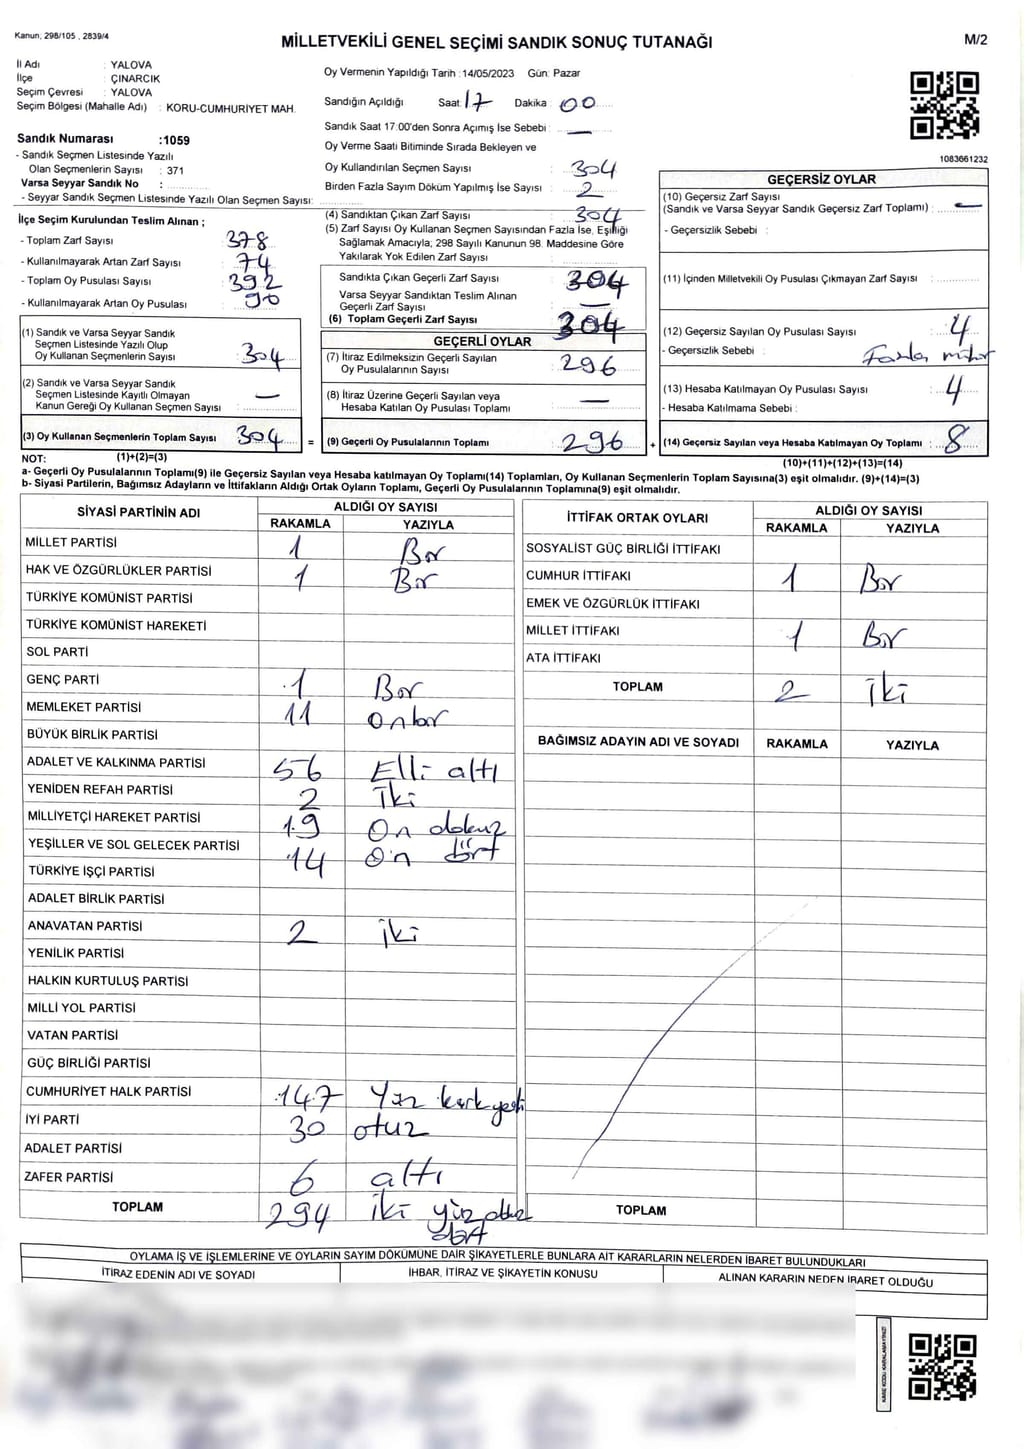 Kanun, 298/105 , 2839/4
MİLLETVEKİLİ GENEL SEÇİMİ SANDIK SONUÇ TUTANAĞI
M/2
İl Adı : YALOVA
İlçe : ÇINARCIK
Seçim Çevresi : YALOVA
Seçim Bölgesi (Mahalle Adı) : KORU-CUMHURİYET MAH.
Sandık Numarası :1059
- Sandık Seçmen Listesinde Yazılı
Olan Seçmenlerin Sayısı : 371
Varsa Seyyar Sandık No :
- Seyyar Sandık Seçmen Listesinde Yazılı Olan Seçmen Sayısı:
Oy Vermenin Yapıldığı Tarih :14/05/2023 Gün: Pazar
Sandığın Açıldığı Saat: 17 Dakika : 00
Sandık Saat 17:00'den Sonra Açımış İse Sebebi : —
Oy Verme Saati Bitiminde Sırada Bekleyen ve
Oy Kullandırılan Seçmen Sayısı : 304
Birden Fazla Sayım Döküm Yapılmış İse Sayısı : 2
1083661232
İlçe Seçim Kurulundan Teslim Alınan ;
- Toplam Zarf Sayısı : 378
- Kullanılmayarak Artan Zarf Sayısı : 74
- Toplam Oy Pusulası Sayısı : 392
- Kullanılmayarak Artan Oy Pusulası : 90
(4) Sandıktan Çıkan Zarf Sayısı : 304
(5) Zarf Sayısı Oy Kullanan Seçmen Sayısından Fazla İse, Eşitliği
Sağlamak Amacıyla; 298 Sayılı Kanunun 98. Maddesine Göre
Yakılarak Yok Edilen Zarf Sayısı :
Sandıkta Çıkan Geçerli Zarf Sayısı : 304
Varsa Seyyar Sandıktan Teslim Alınan
Geçerli Zarf Sayısı : —
(6) Toplam Geçerli Zarf Sayısı : 304
GEÇERSİZ OYLAR
(10) Geçersiz Zarf Sayısı
(Sandık ve Varsa Seyyar Sandık Geçersiz Zarf Toplamı) : —
- Geçersizlik Sebebi :
(11) İçinden Milletvekili Oy Pusulası Çıkmayan Zarf Sayısı :
(12) Geçersiz Sayılan Oy Pusulası Sayısı : 4
- Geçersizlik Sebebi : Fazla mühür
(13) Hesaba Katılmayan Oy Pusulası Sayısı : 4
- Hesaba Katılmama Sebebi :
(1) Sandık ve Varsa Seyyar Sandık
Seçmen Listesinde Yazılı Olup
Oy Kullanan Seçmenlerin Sayısı : 304
(2) Sandık ve Varsa Seyyar Sandık
Seçmen Listesinde Kayıtlı Olmayan
Kanun Gereği Oy Kullanan Seçmen Sayısı : —
GEÇERLİ OYLAR
(7) İtiraz Edilmeksizin Geçerli Sayılan
Oy Pusulalarının Sayısı : 296
(8) İtiraz Üzerine Geçerli Sayılan veya
Hesaba Katılan Oy Pusulası Toplamı : —
(3) Oy Kullanan Seçmenlerin Toplam Sayısı : 304 = (9) Geçerli Oy Pusulalarının Toplamı : 296 + (14) Geçersiz Sayılan veya Hesaba Katılmayan Oy Toplamı : 8
NOT: (1)+(2)=(3) (10)+(11)+(12)+(13)=(14)
a- Geçerli Oy Pusulalarının Toplamı(9) ile Geçersiz Sayılan veya Hesaba katılmayan Oy Toplamı(14) Toplamları, Oy Kullanan Seçmenlerin Toplam Sayısına(3) eşit olmalıdır. (9)+(14)=(3)
b- Siyasi Partilerin, Bağımsız Adayların ve İttifakların Aldığı Ortak Oyların Toplamı, Geçerli Oy Pusulalarının Toplamına(9) eşit olmalıdır.
SİYASİ PARTİNİN ADI ALDIĞI OY SAYISI
RAKAMLA YAZIYLA
MİLLET PARTİSİ 1 Bir
HAK VE ÖZGÜRLÜKLER PARTİSİ 1 Bir
TÜRKİYE KOMÜNİST PARTİSİ
TÜRKİYE KOMÜNİST HAREKETİ
SOL PARTİ
GENÇ PARTİ 1 Bir
MEMLEKET PARTİSİ 11 Onbir
BÜYÜK BİRLİK PARTİSİ
ADALET VE KALKINMA PARTİSİ 56 Elli altı
YENİDEN REFAH PARTİSİ 2 İki
MİLLİYETÇİ HAREKET PARTİSİ 19 On dokuz
YEŞİLLER VE SOL GELECEK PARTİSİ 14 On dört
TÜRKİYE İŞÇİ PARTİSİ
ADALET BİRLİK PARTİSİ
ANAVATAN PARTİSİ 2 iki
YENİLİK PARTİSİ
HALKIN KURTULUŞ PARTİSİ
MİLLİ YOL PARTİSİ
VATAN PARTİSİ
GÜÇ BİRLİĞİ PARTİSİ
CUMHURİYET HALK PARTİSİ 147 Yüz kırk yedi
İYİ PARTİ 30 otuz
ADALET PARTİSİ
ZAFER PARTİSİ 6 altı
TOPLAM 294 iki yüz doksan dört
İTTİFAK ORTAK OYLARI ALDIĞI OY SAYISI
RAKAMLA YAZIYLA
SOSYALİST GÜÇ BİRLİĞİ İTTİFAKI
CUMHUR İTTİFAKI 1 Bir
EMEK VE ÖZGÜRLÜK İTTİFAKI
MİLLET İTTİFAKI 1 Bir
ATA İTTİFAKI
TOPLAM 2 İki
BAĞIMSIZ ADAYIN ADI VE SOYADI RAKAMLA YAZIYLA
TOPLAM
OYLAMA İŞ VE İŞLEMLERİNE VE OYLARIN SAYIM DÖKÜMÜNE DAİR ŞİKAYETLERLE BUNLARA AİT KARARLARIN NELERDEN İBARET BULUNDUKLARI
İTİRAZ EDENİN ADI VE SOYADI İHBAR, İTİRAZ VE ŞİKAYETİN KONUSU ALINAN KARARIN NEDEN İBARET OLDUĞU
KARE KODU KARALAMAYINIZ!